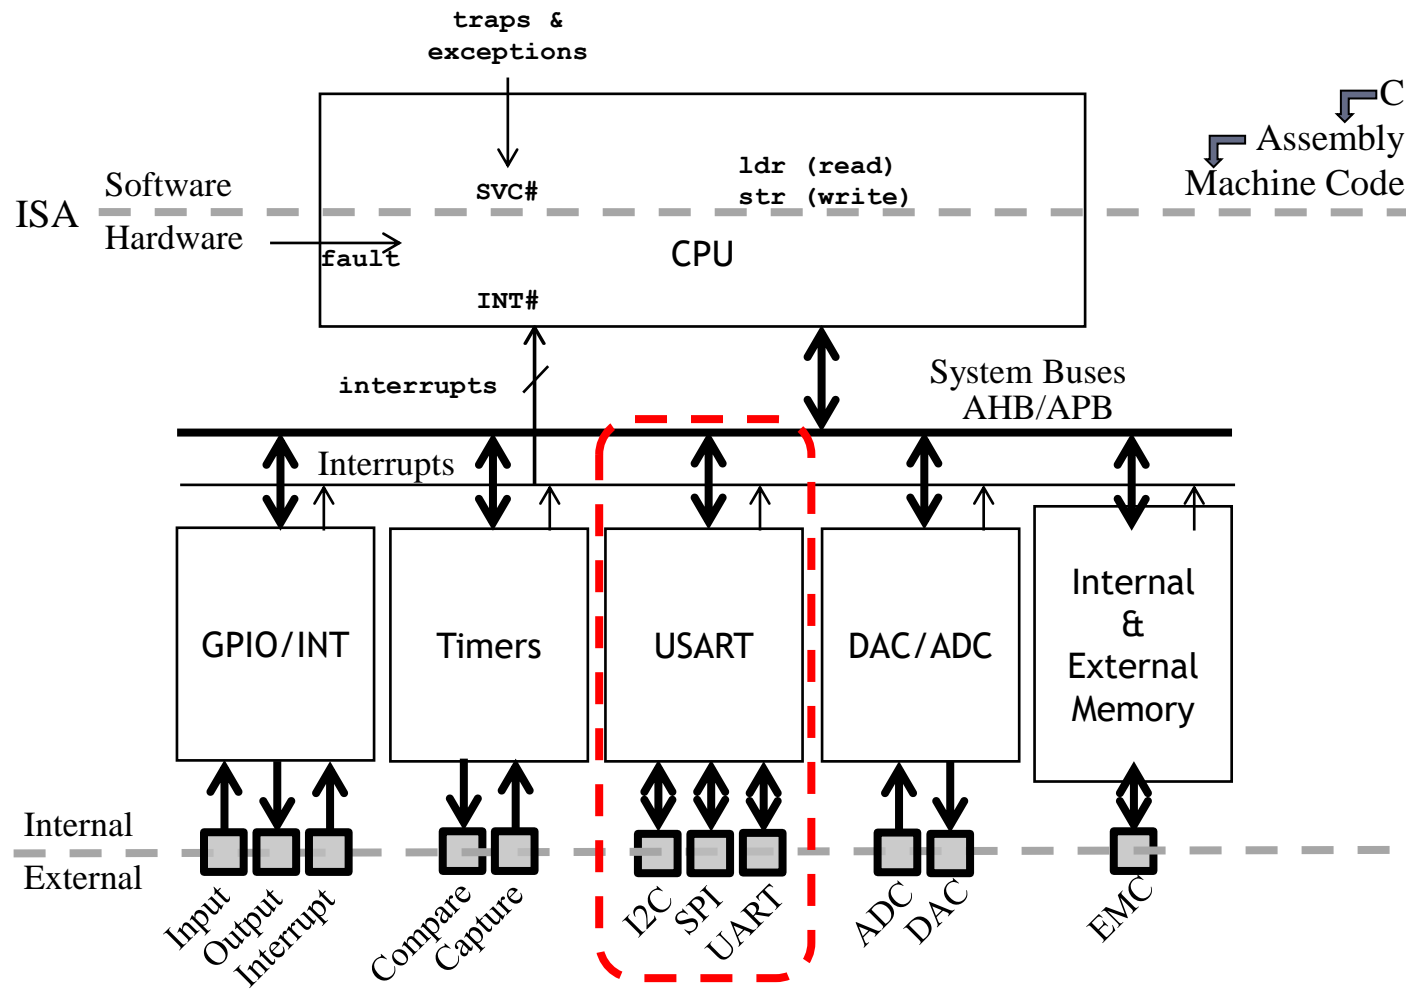 traps &
exceptions
C
Assembly
Machine Code
ldr (read)
str (write)
Software
SVC#
ISA
Hardware
fault
CPU
INT#
interrupts
System Buses
AHB/APB
Interrupts
GPIO/INT
Timers
USART
DAC/ADC
Internal
&
External
Memory
Internal
External
Input
Output
Interrupt
Compare
Capture
I2C
SPI
UART
ADC
DAC
EMC